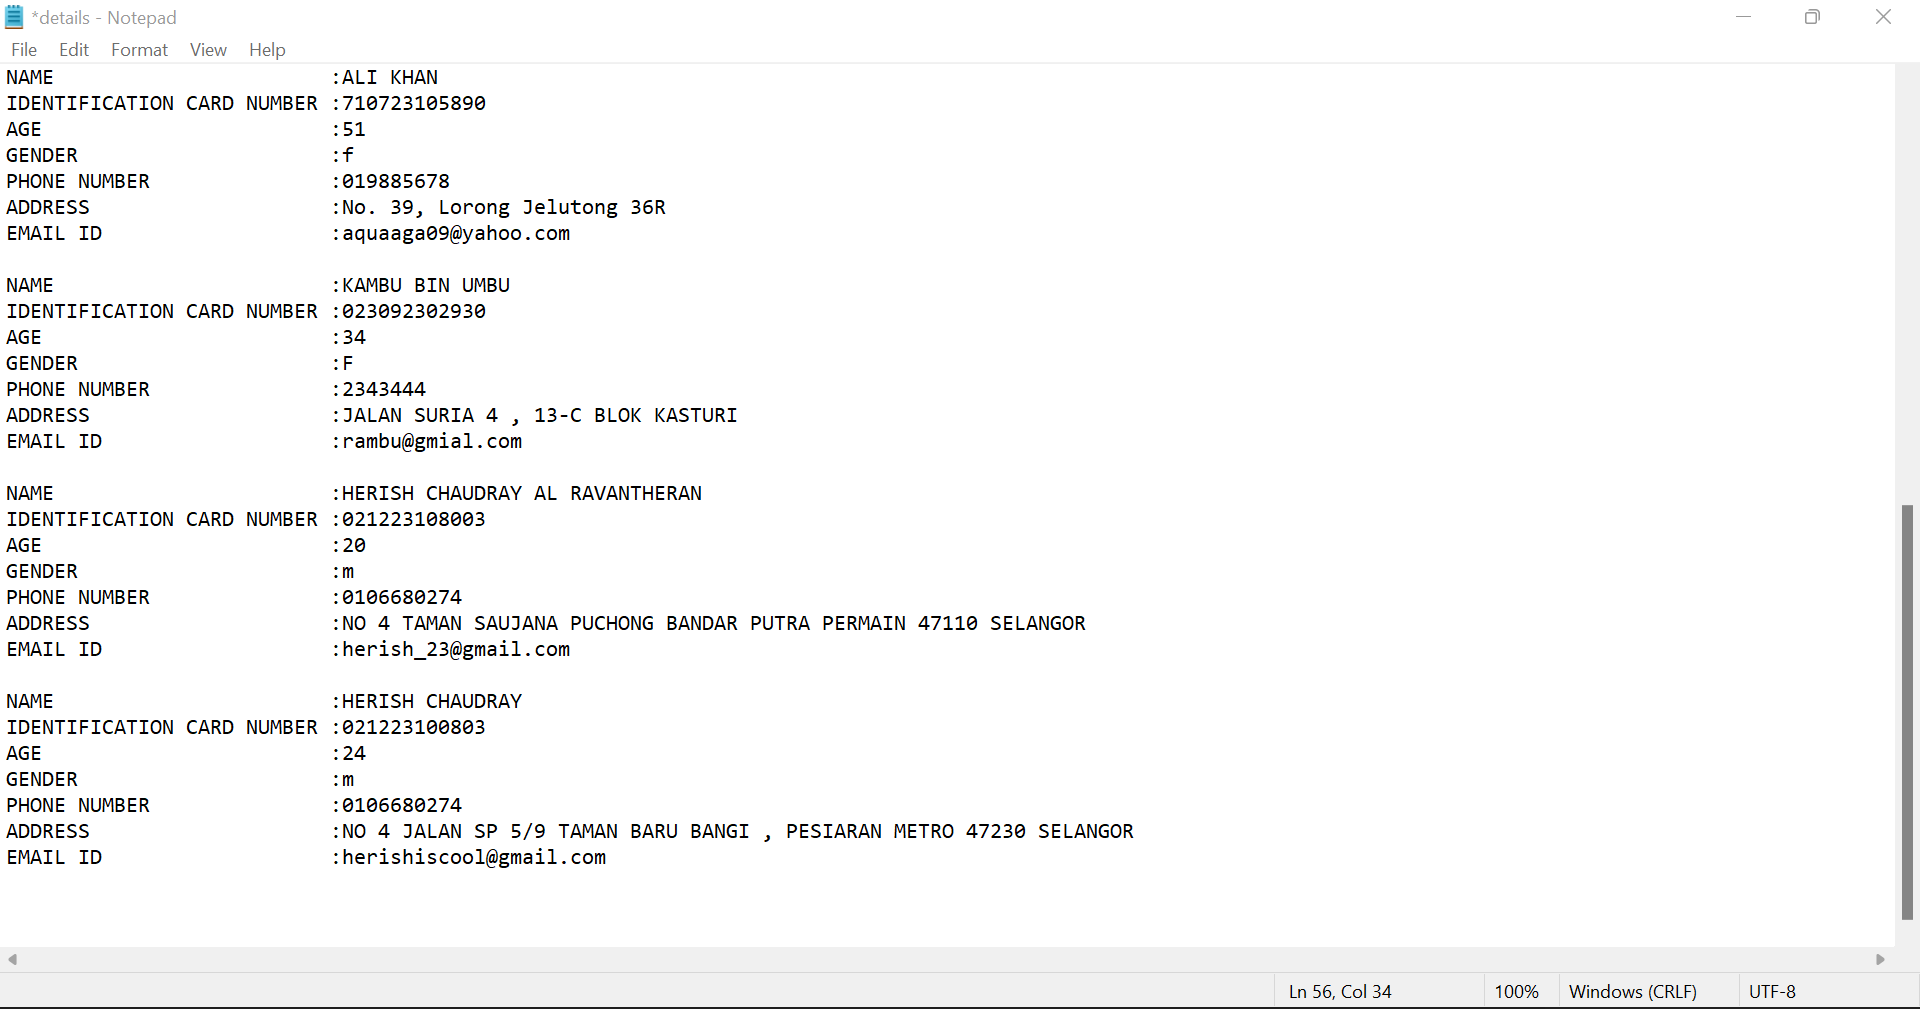 *details - Notepad
File Edit Format View Help
NAME :ALI KHAN
IDENTIFICATION CARD NUMBER :710723105890
AGE :51
GENDER :f
PHONE NUMBER :019885678
ADDRESS :No. 39, Lorong Jelutong 36R
EMAIL ID :aquaaga09@yahoo.com
NAME :KAMBU BIN UMBU
IDENTIFICATION CARD NUMBER :023092302930
AGE :34
GENDER :F
PHONE NUMBER :2343444
ADDRESS :JALAN SURIA 4 , 13-C BLOK KASTURI
EMAIL ID :rambu@gmial.com
NAME :HERISH CHAUDRAY AL RAVANTHERAN
IDENTIFICATION CARD NUMBER :021223108003
AGE :20
GENDER :m
PHONE NUMBER :0106680274
ADDRESS :NO 4 TAMAN SAUJANA PUCHONG BANDAR PUTRA PERMAIN 47110 SELANGOR
EMAIL ID :herish_23@gmail.com
NAME :HERISH CHAUDRAY
IDENTIFICATION CARD NUMBER :021223100803
AGE :24
GENDER :m
PHONE NUMBER :0106680274
ADDRESS :NO 4 JALAN SP 5/9 TAMAN BARU BANGI , PESIARAN METRO 47230 SELANGOR
EMAIL ID :herishiscool@gmail.com
Ln 56, Col 34 100% Windows (CRLF) UTF-8